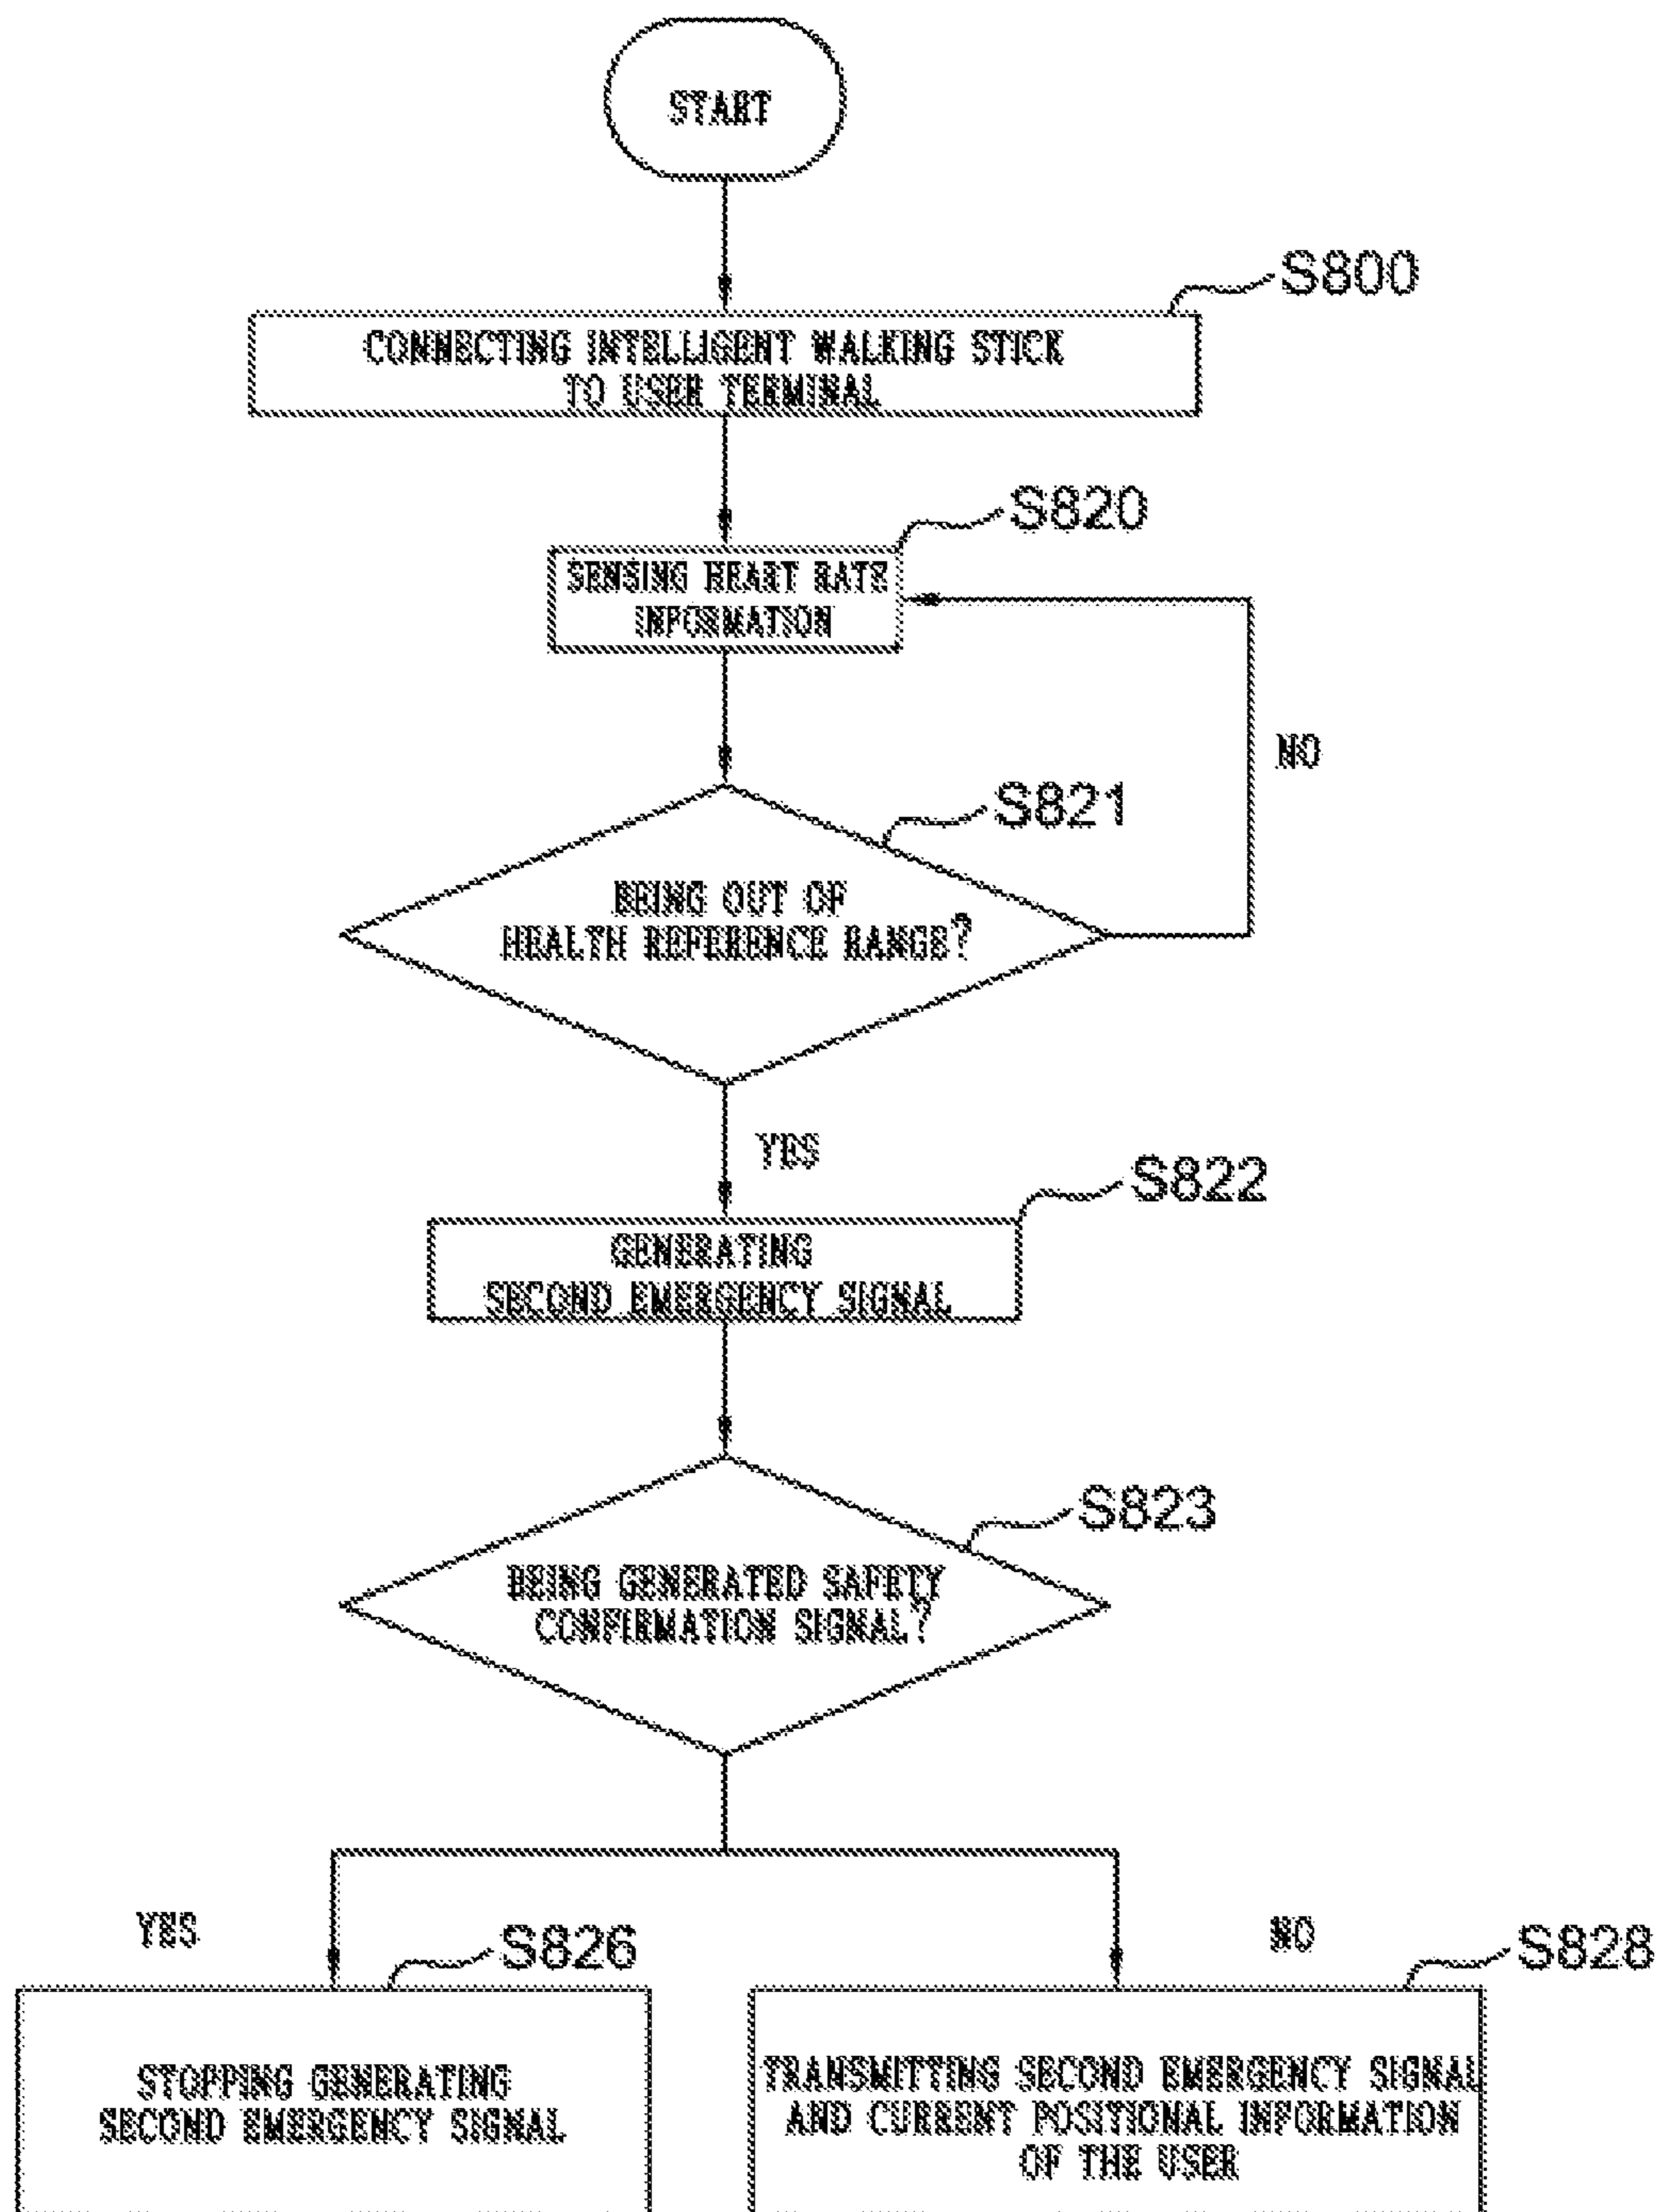 START
S800
CONNECTING INTELLIGENT WALKING STICK
TO USER TERMINAL
S820
SENSING HEART RATE
INFORMATION
NO
S821
BEING OUT OF
HEALTH REFERENCE RANGE?
YES
S822
GENERATING
SECOND EMERGENCY SIGNAL
S823
BEING GENERATED SAFETY
CONFIRMATION SIGNAL?
YES
S826
NO
S828
STOPPING GENERATING
SECOND EMERGENCY SIGNAL
TRANSMITTING SECOND EMERGENCY SIGNAL
AND CURRENT POSITIONAL INFORMATION
OF THE USER